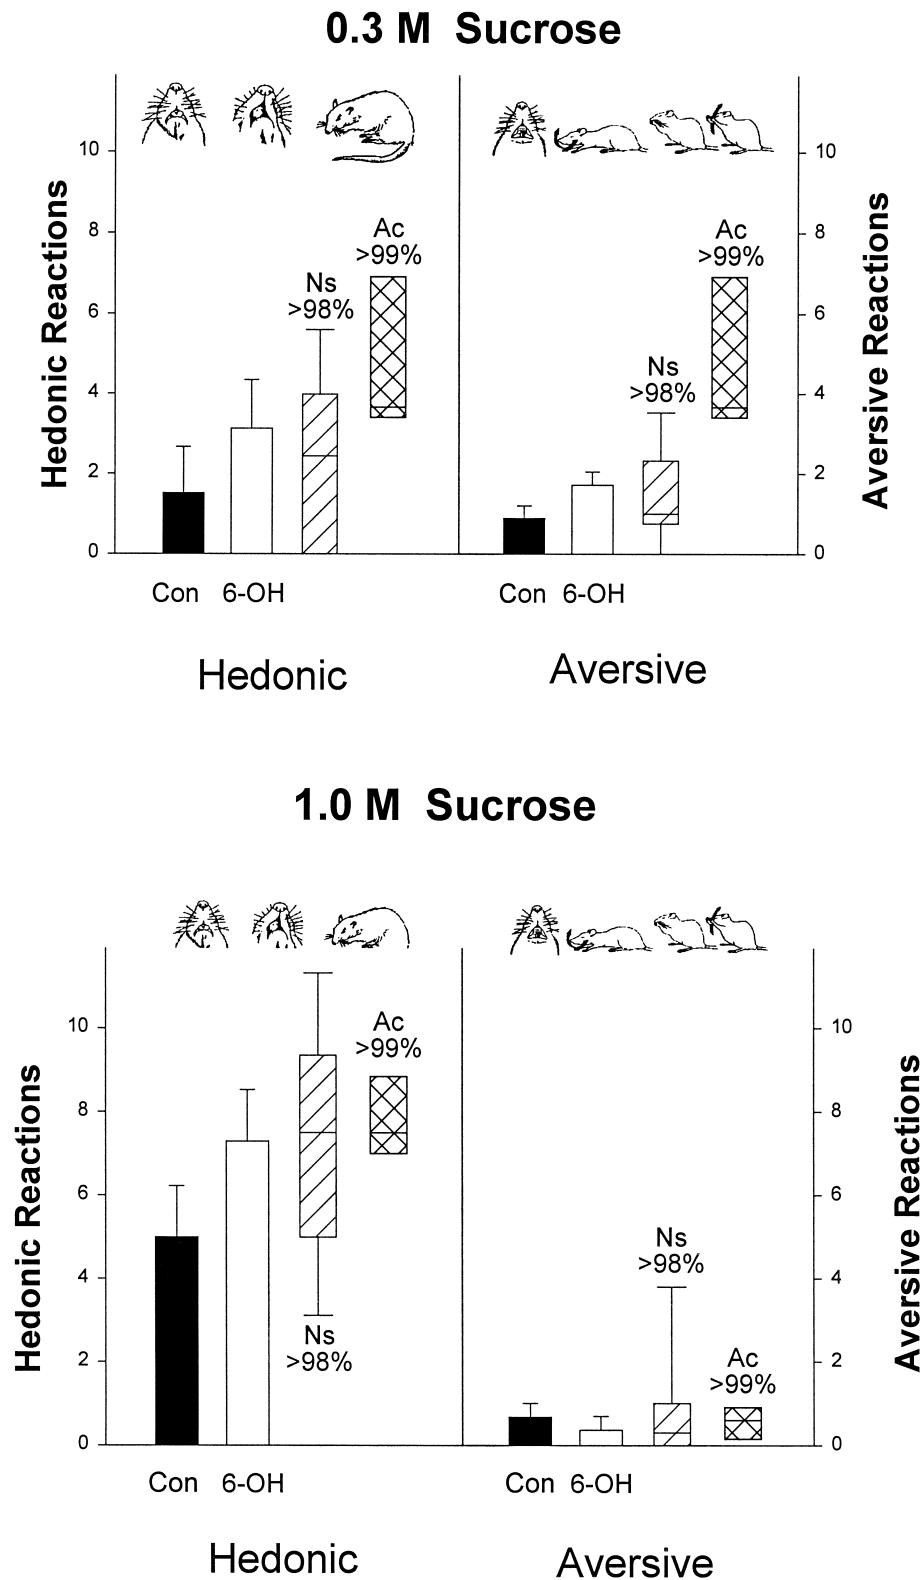 0.3 M Sucrose
Hedonic Reactions
10
8
6
4
2
0
Ns
>98%
Ac
>99%
Con 6-OH
Hedonic
Ns
>98%
Ac
>99%
Con 6-OH
Aversive
10
8
6
4
2
0
Aversive Reactions
1.0 M Sucrose
Hedonic Reactions
10
8
6
4
2
0
Ac
>99%
Ns
>98%
Con 6-OH
Hedonic
Ns
>98%
Ac
>99%
Con 6-OH
Aversive
10
8
6
4
2
0
Aversive Reactions